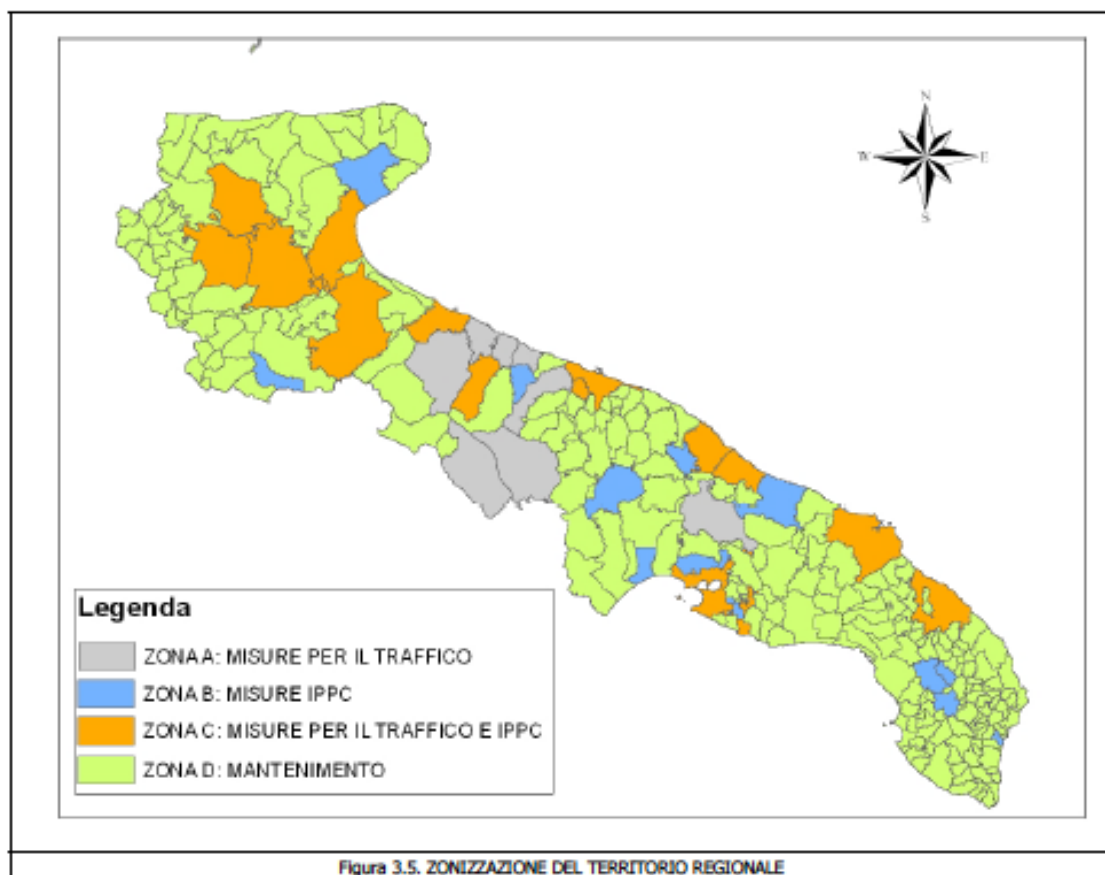 N
W E
S
Legenda
ZONA A: MISURE PER IL TRAFFICO
ZONA B: MISURE IPPC
ZONA C: MISURE PER IL TRAFFICO E IPPC
ZONA D: MANTENIMENTO
Figura 3.5. ZONIZZAZIONE DEL TERRITORIO REGIONALE